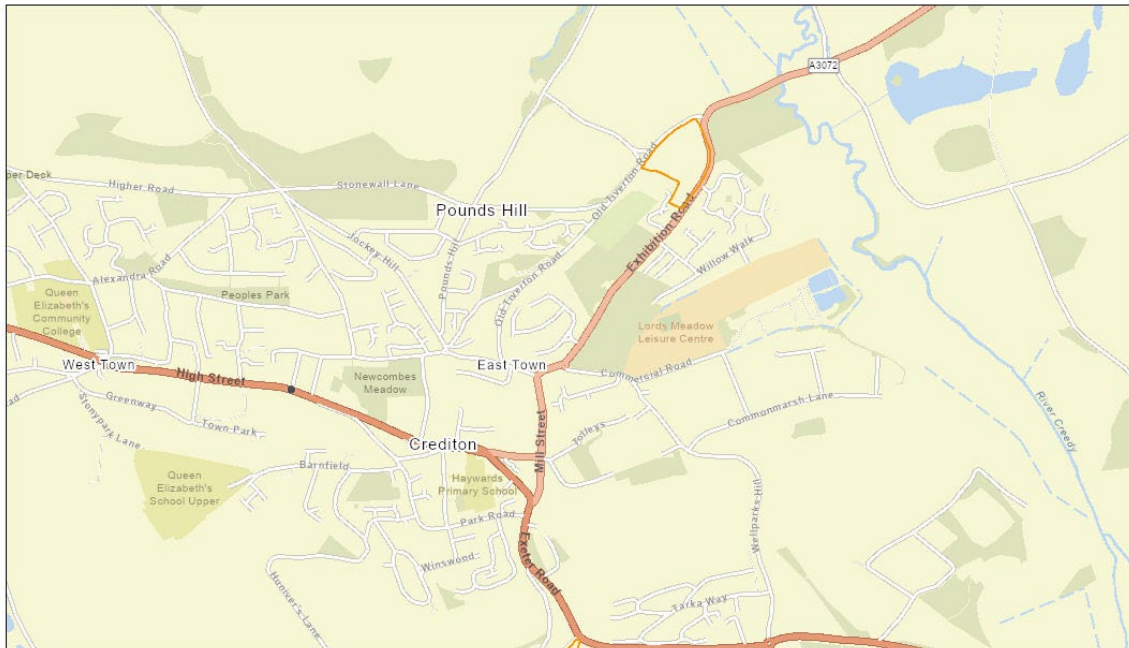 A3072
Old Tiverton Road
per Deck
Higher Road
Stonewall Lane
Pounds Hill
Exhibition Road
Jockey Hill
Pounds Hill
Willow Walk
Alexandra Road
Old Tiverton Road
Queen
Elizabeth's
Community
College
Peoples Park
Lords Meadow
Leisure Centre
West Town
High Street
East Town
Commercial Road
Newcombes
Meadow
Greenway
Commonmarsh Lane
Stonypark Lane
Town Park
River Creedy
oad
Mill Street
Tolleys
Crediton
Barnfield
Queen
Elizabeth's
School Upper
Haywards
Primary School
Wellparks Hill
Park Road
Winswood
Exeter Road
Honiver's Lane
Tarka Way